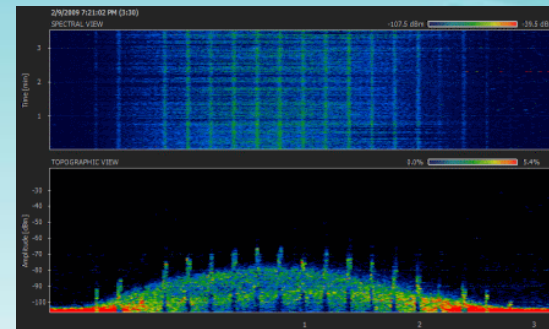 2/9/2009 7:21:02 PM (3:30)
SPECTRAL VIEW
-107.5 dBm
-39.5 dBm
Time [min]
3
2
1
TOPOGRAPHIC VIEW
0.0%
5.4%
Amplitude [dBm]
-30
-40
-50
-60
-70
-80
-90
-100
1
2
3